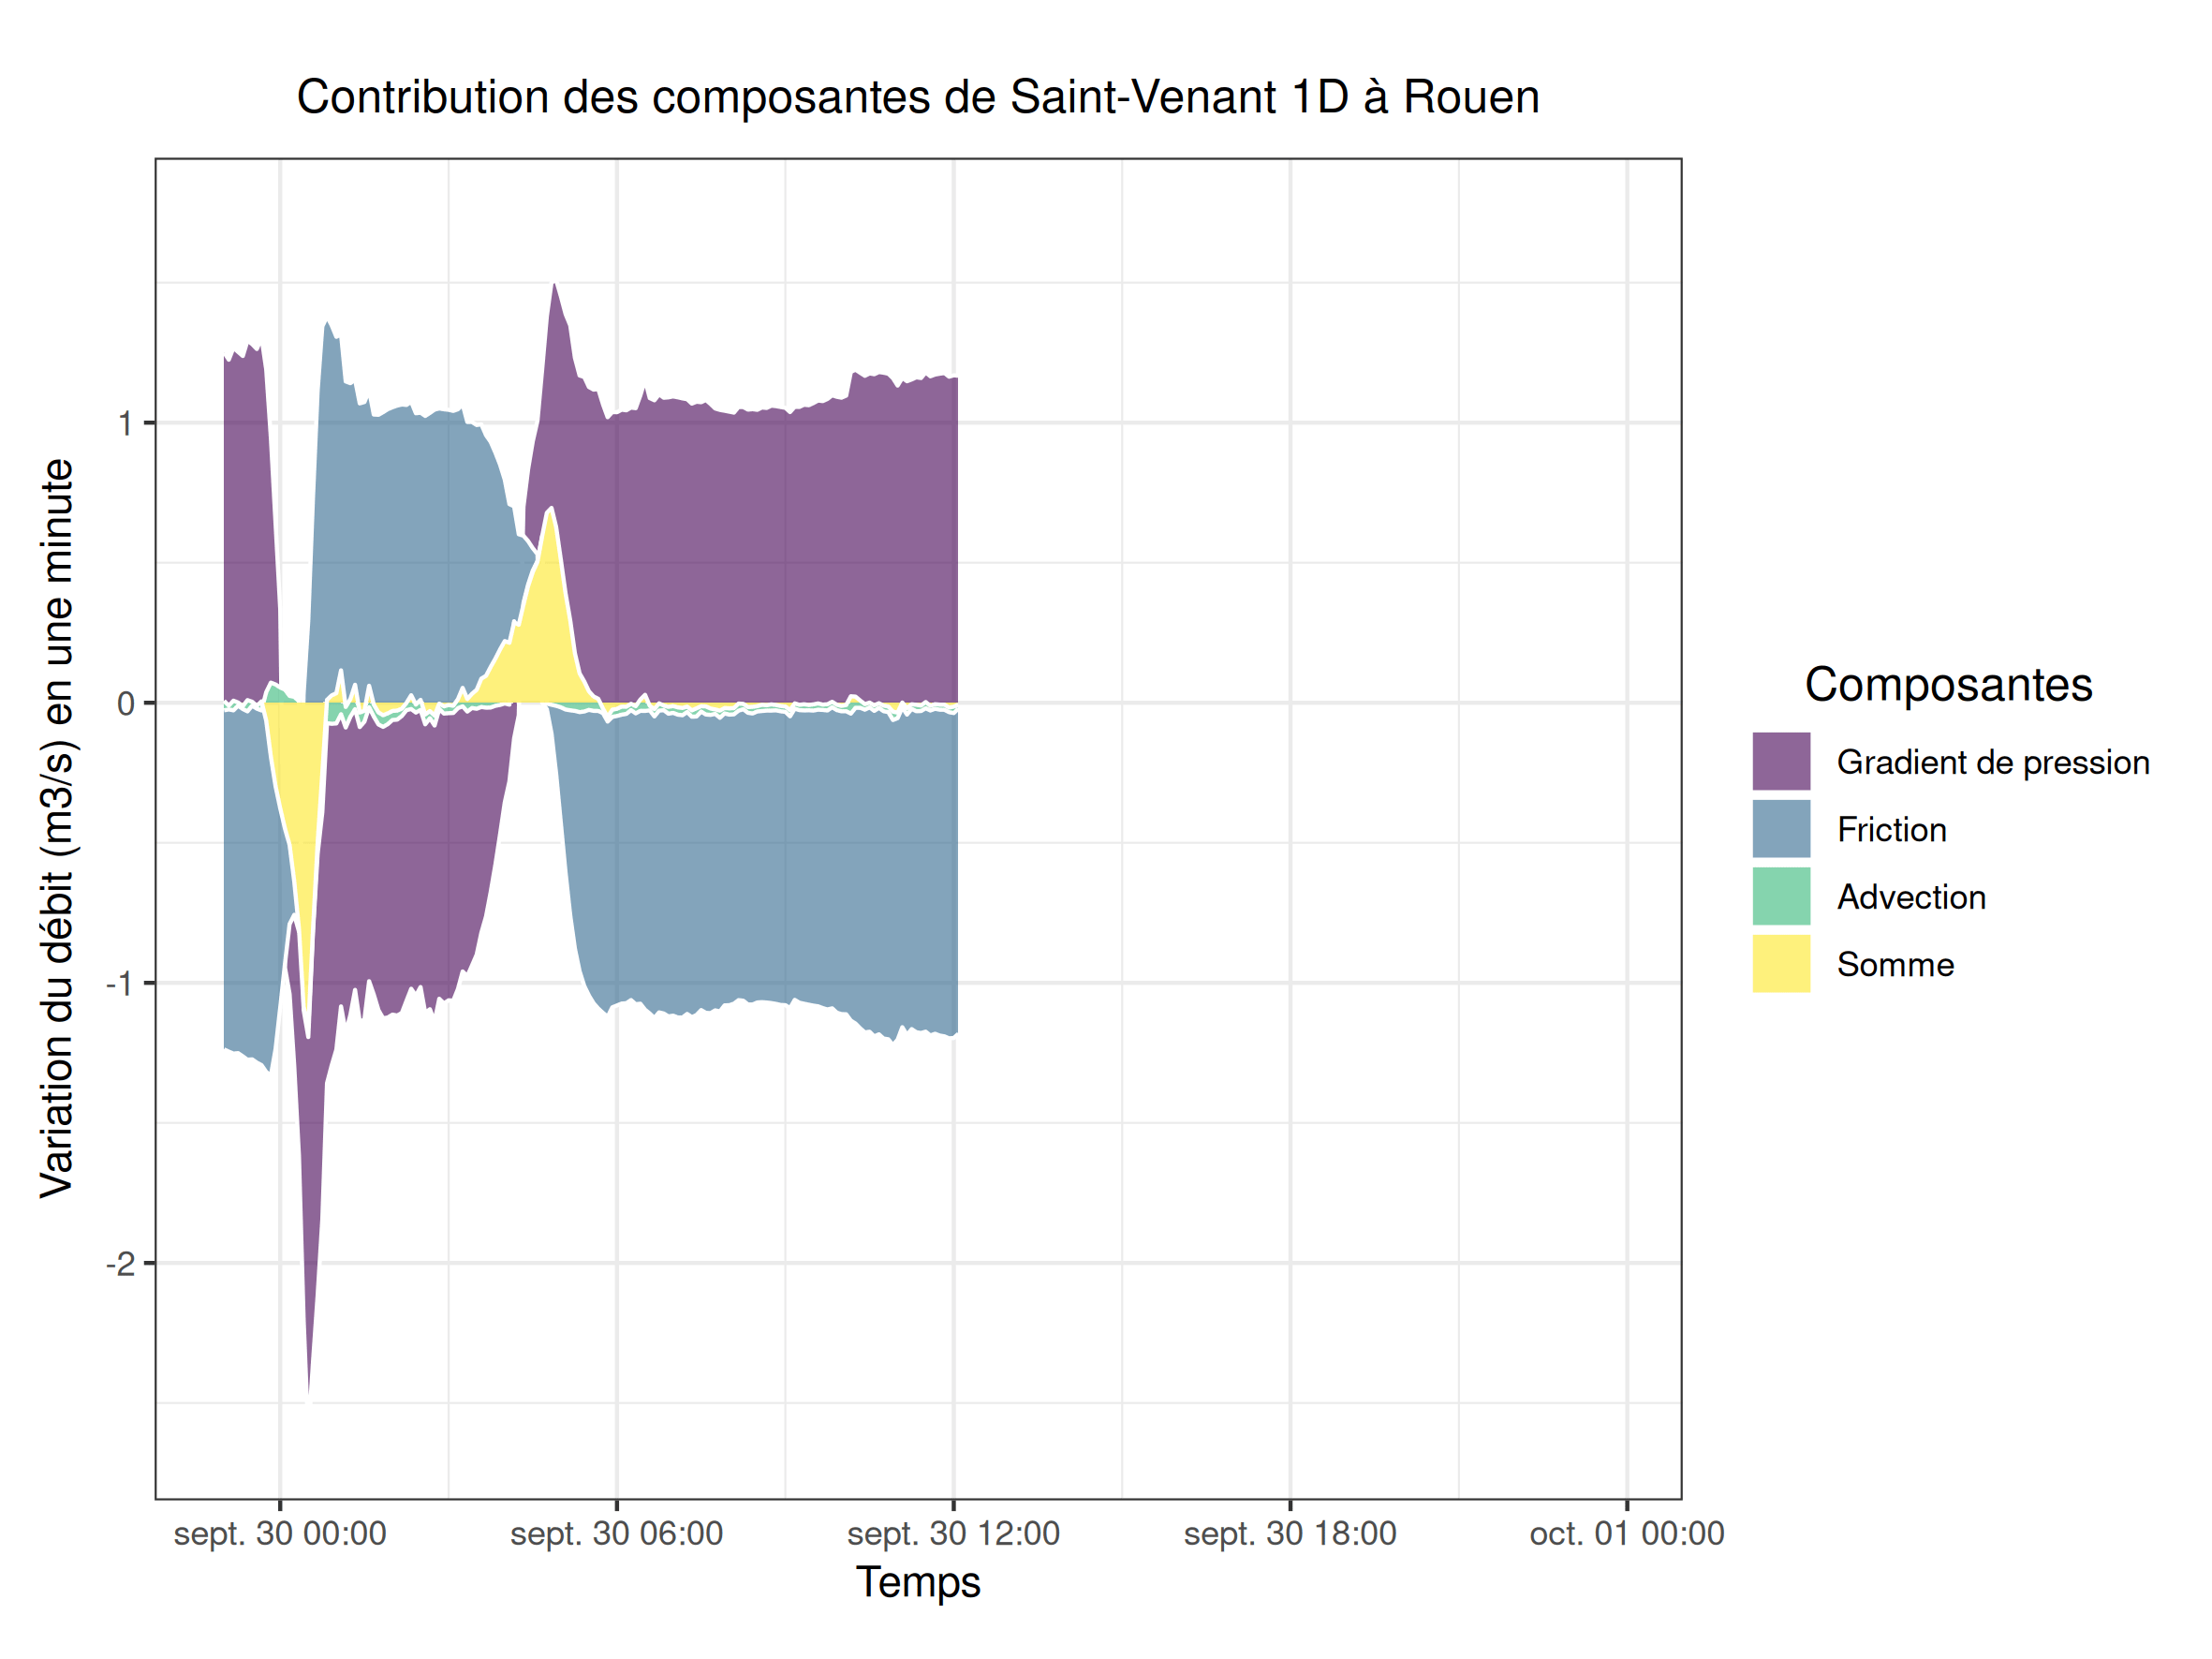 Contribution des composantes de Saint-Venant 1D à Rouen
Variation du débit (m3/s) en une minute
1
0
-1
-2
sept. 30 00:00
sept. 30 06:00
sept. 30 12:00
sept. 30 18:00
oct. 01 00:00
Temps
Composantes
Gradient de pression
Friction
Advection
Somme